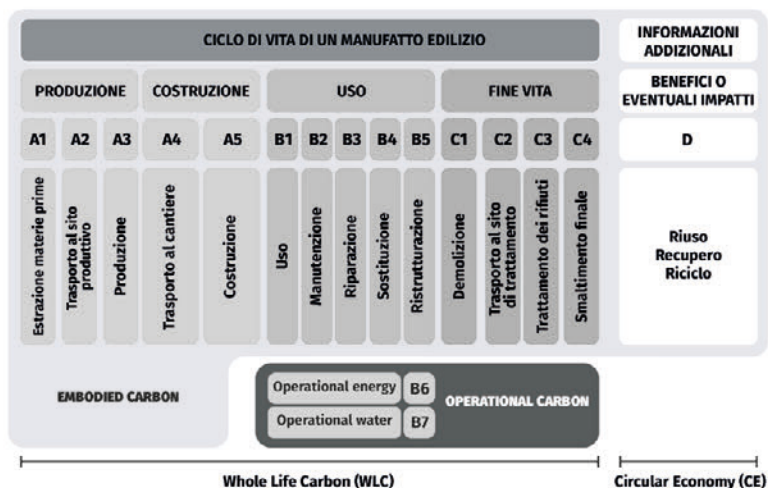 CICLO DI VITA DI UN MANUFATTO EDILIZIO
INFORMAZIONI
ADDIZIONALI
PRODUZIONE
COSTRUZIONE
USO
FINE VITA
BENEFICI O
EVENTUALI IMPATTI
A1
A2
A3
A4
A5
B1
B2
B3
B4
B5
C1
C2
C3
C4
D
Estrazione materie prime
Trasporto al sito
produttivo
Produzione
Trasporto al cantiere
Costruzione
Uso
Manutenzione
Riparazione
Sostituzione
Ristrutturazione
Demolizione
Trasporto al sito
di trattamento
Trattamento dei rifiuti
Smaltimento finale
Riuso
Recupero
Riciclo
EMBODIED CARBON
Operational energy
B6
Operational water
B7
OPERATIONAL CARBON
Whole Life Carbon (WLC)
Circular Economy (CE)